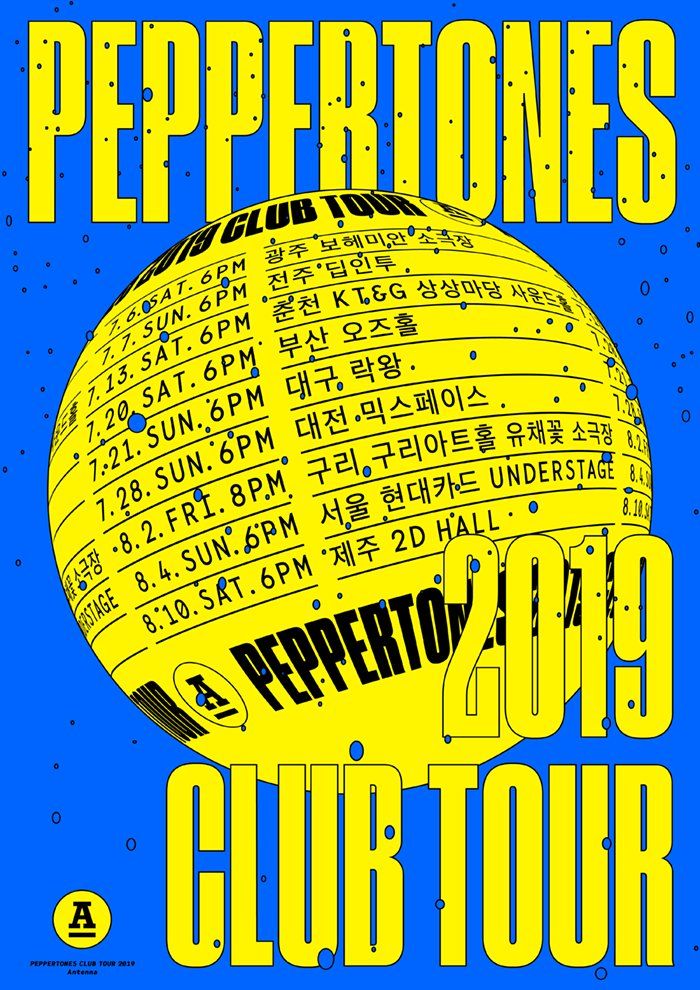 PEPPERTONES
2019 CLUB TOUR
7.6.SAT.6PM 광주 보헤미안 소극장
7.7.SUN.6PM 전주 딥인투
7.13.SAT.6PM 춘천 KT&G 상상마당 사운드홀
7.20.SAT.6PM 부산 오즈홀
7.21.SUN.6PM 대구 락왕
7.28.SUN.6PM 대전 믹스페이스
8.2.FRI.8PM 구리 구리아트홀 유채꽃 소극장
8.4.SUN.6PM 서울 현대카드 UNDERSTAGE
8.10.SAT.6PM 제주 2D HALL
A PEPPERTONES
2019
CLUB TOUR
A
PEPPERTONES CLUB TOUR 2019
Antenna